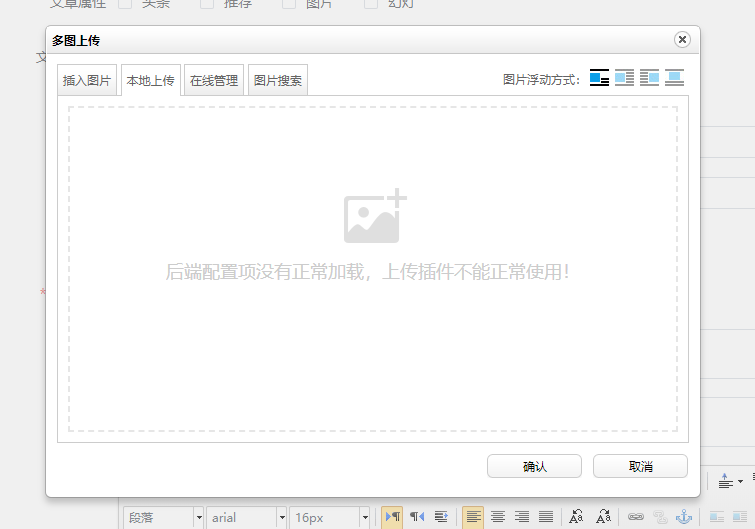 文章属性 头条 推荐 图片 幻灯
多图上传
文
插入图片 本地上传 在线管理 图片搜索 图片浮动方式：
后端配置项没有正常加载，上传插件不能正常使用！
*
确认 取消
段落 arial 16px